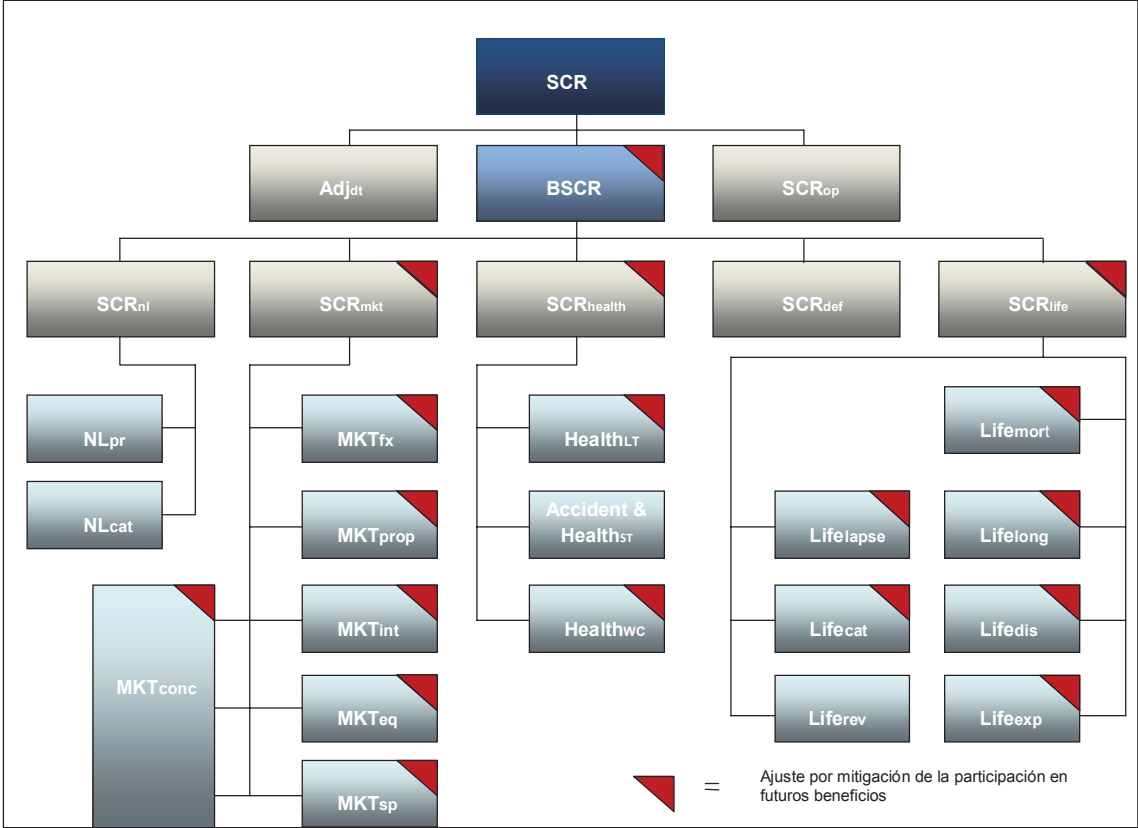 SCR
Adjdt
BSCR
SCRop
SCRnl
SCRmkt
SCRhealth
SCRdef
SCRlife
NLpr
NLcat
MKTconc
MKTfx
MKTprop
MKTint
MKTeq
MKTsp
HealthLT
Accident &
HealthST
HealthWC
Lifelapse
Lifecat
Liferev
Lifemort
Lifelong
Lifedis
Lifeexp
=
Ajuste por mitigación de la participación en
futuros beneficios